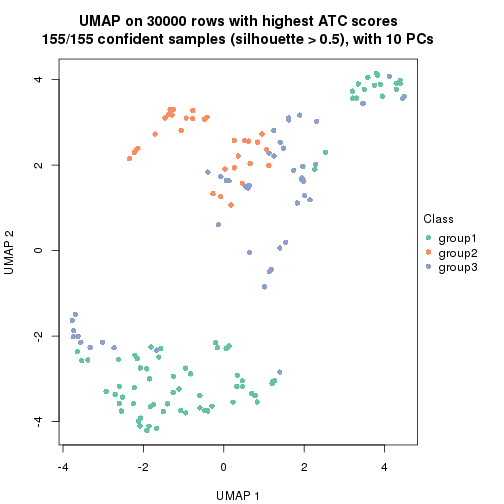 UMAP on 30000 rows with highest ATC scores
155/155 confident samples (silhouette > 0.5), with 10 PCs
UMAP 2
4
2
0
-2
-4
-4
-2
0
2
4
UMAP 1
Class
group1
group2
group3